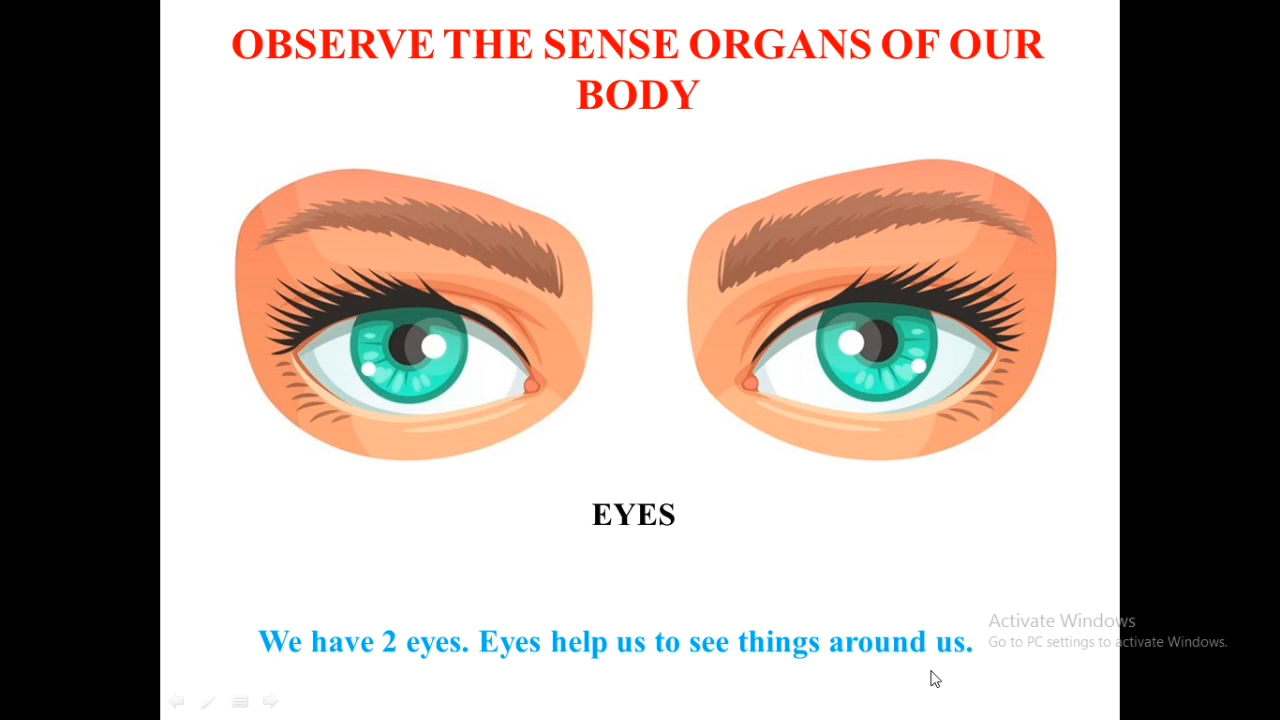 OBSERVE THE SENSE ORGANS OF OUR
BODY
EYES
Activate Windows
We have 2 eyes. Eyes help us to see things around us.
Go to PC settings to activate Windows.